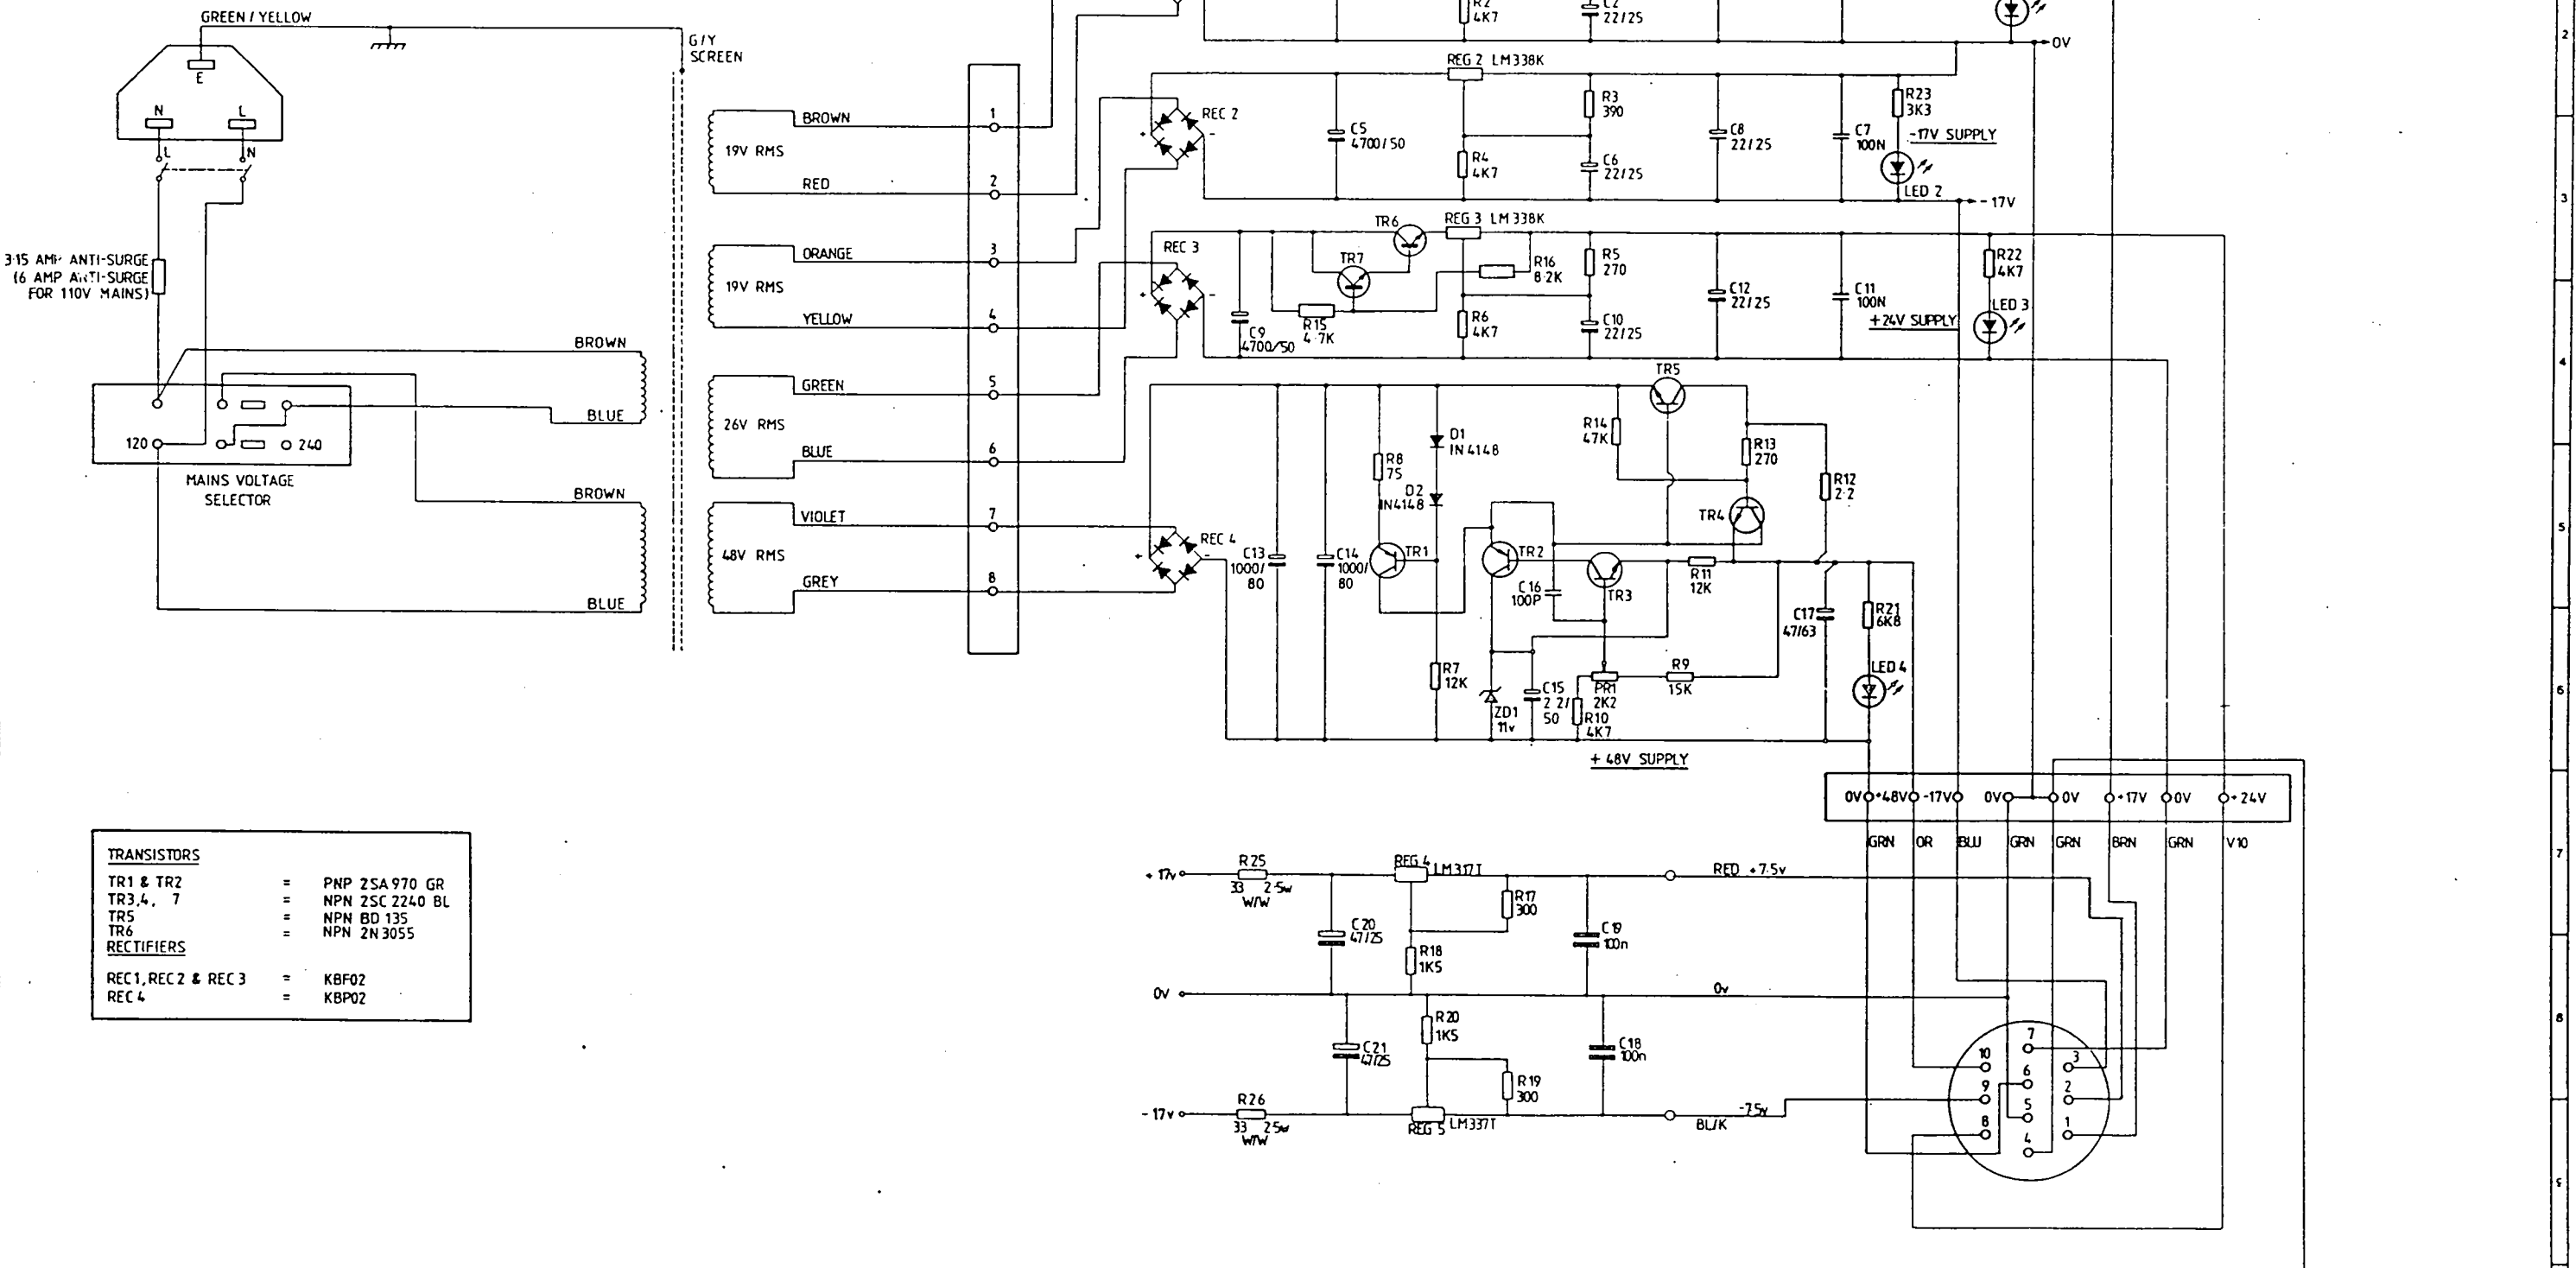 GREEN / YELLOW
G/Y
SCREEN
E
N
L
L
N
3·15 AMP ANTI-SURGE
(6 AMP ANTI-SURGE
FOR 110V MAINS)
BROWN
BLUE
120
240
MAINS VOLTAGE
SELECTOR
BROWN
BLUE
19V RMS
BROWN
RED
19V RMS
ORANGE
YELLOW
26V RMS
GREEN
BLUE
48V RMS
VIOLET
GREY
1
2
3
4
5
6
7
8
R2
4K7
C2
22/25
0V
REG 2 LM338K
REC 2
+
-
C5
4700/50
R3
390
R4
4K7
C6
22/25
C8
22/25
C7
100N
R23
3K3
-17V SUPPLY
LED 2
-17V
REC 3
+
-
TR6
REG 3 LM338K
TR7
R16
8·2K
R15
4·7K
C9
4700/50
R5
270
R6
4K7
C10
22/25
C12
22/25
C11
100N
R22
4K7
LED 3
+24V SUPPLY
REC 4
+
-
C13
1000/
80
C14
1000/
80
R8
75
D1
IN4148
D2
IN4148
TR1
R7
12K
TR2
C16
100P
TR3
ZD1
11v
C15
2 2/
50
PR1
2K2
R10
4K7
R9
15K
R11
12K
TR5
R14
47K
R13
270
TR4
R12
2·2
C17
47/63
R21
6K8
LED 4
+ 48V SUPPLY
0V +48V -17V 0V 0V +17V 0V +24V
GRN OR BLU GRN GRN BRN GRN V10
TRANSISTORS
TR1 & TR2 = PNP 2SA970 GR
TR3,4, 7 = NPN 2SC 2240 BL
TR5 = NPN BD 135
TR6 = NPN 2N3055
RECTIFIERS
REC1,REC2 & REC3 = KBF02
REC4 = KBP02
+17v
R25
33 2·5w
W/W
REG 4
LM317T
RED +7·5v
C20
47/25
R17
300
R18
1K5
C19
100n
0V
0v
C21
47/25
R20
1K5
R19
300
C18
100n
-17v
R26
33 2·5w
W/W
REG 5
LM337T
-7·5v
BL/K
7
10
3
6
9
2
5
8
1
4
2
3
4
5
6
7
8